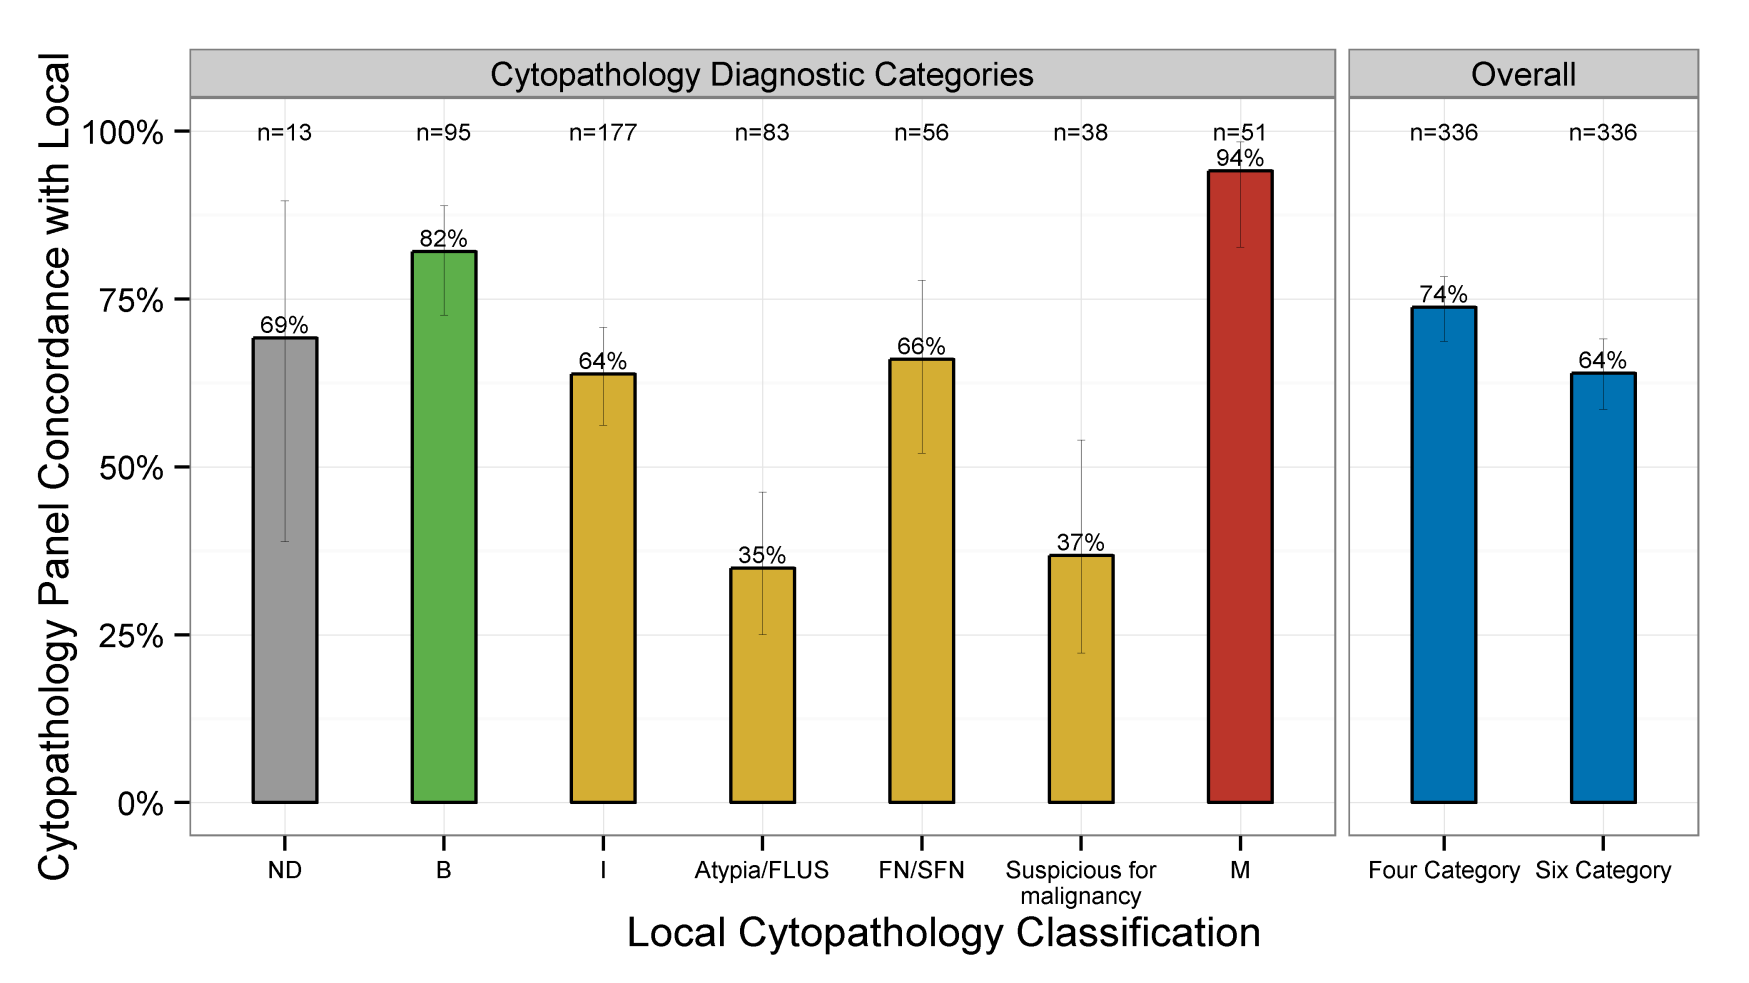 Cytopathology Diagnostic Categories
Overall
Cytopathology Panel Concordance with Local
100%
75%
50%
25%
0%
n=13
n=95
n=177
n=83
n=56
n=38
n=51
n=336
n=336
69%
82%
64%
35%
66%
37%
94%
74%
64%
ND
B
I
Atypia/FLUS
FN/SFN
Suspicious for
malignancy
M
Four Category
Six Category
Local Cytopathology Classification